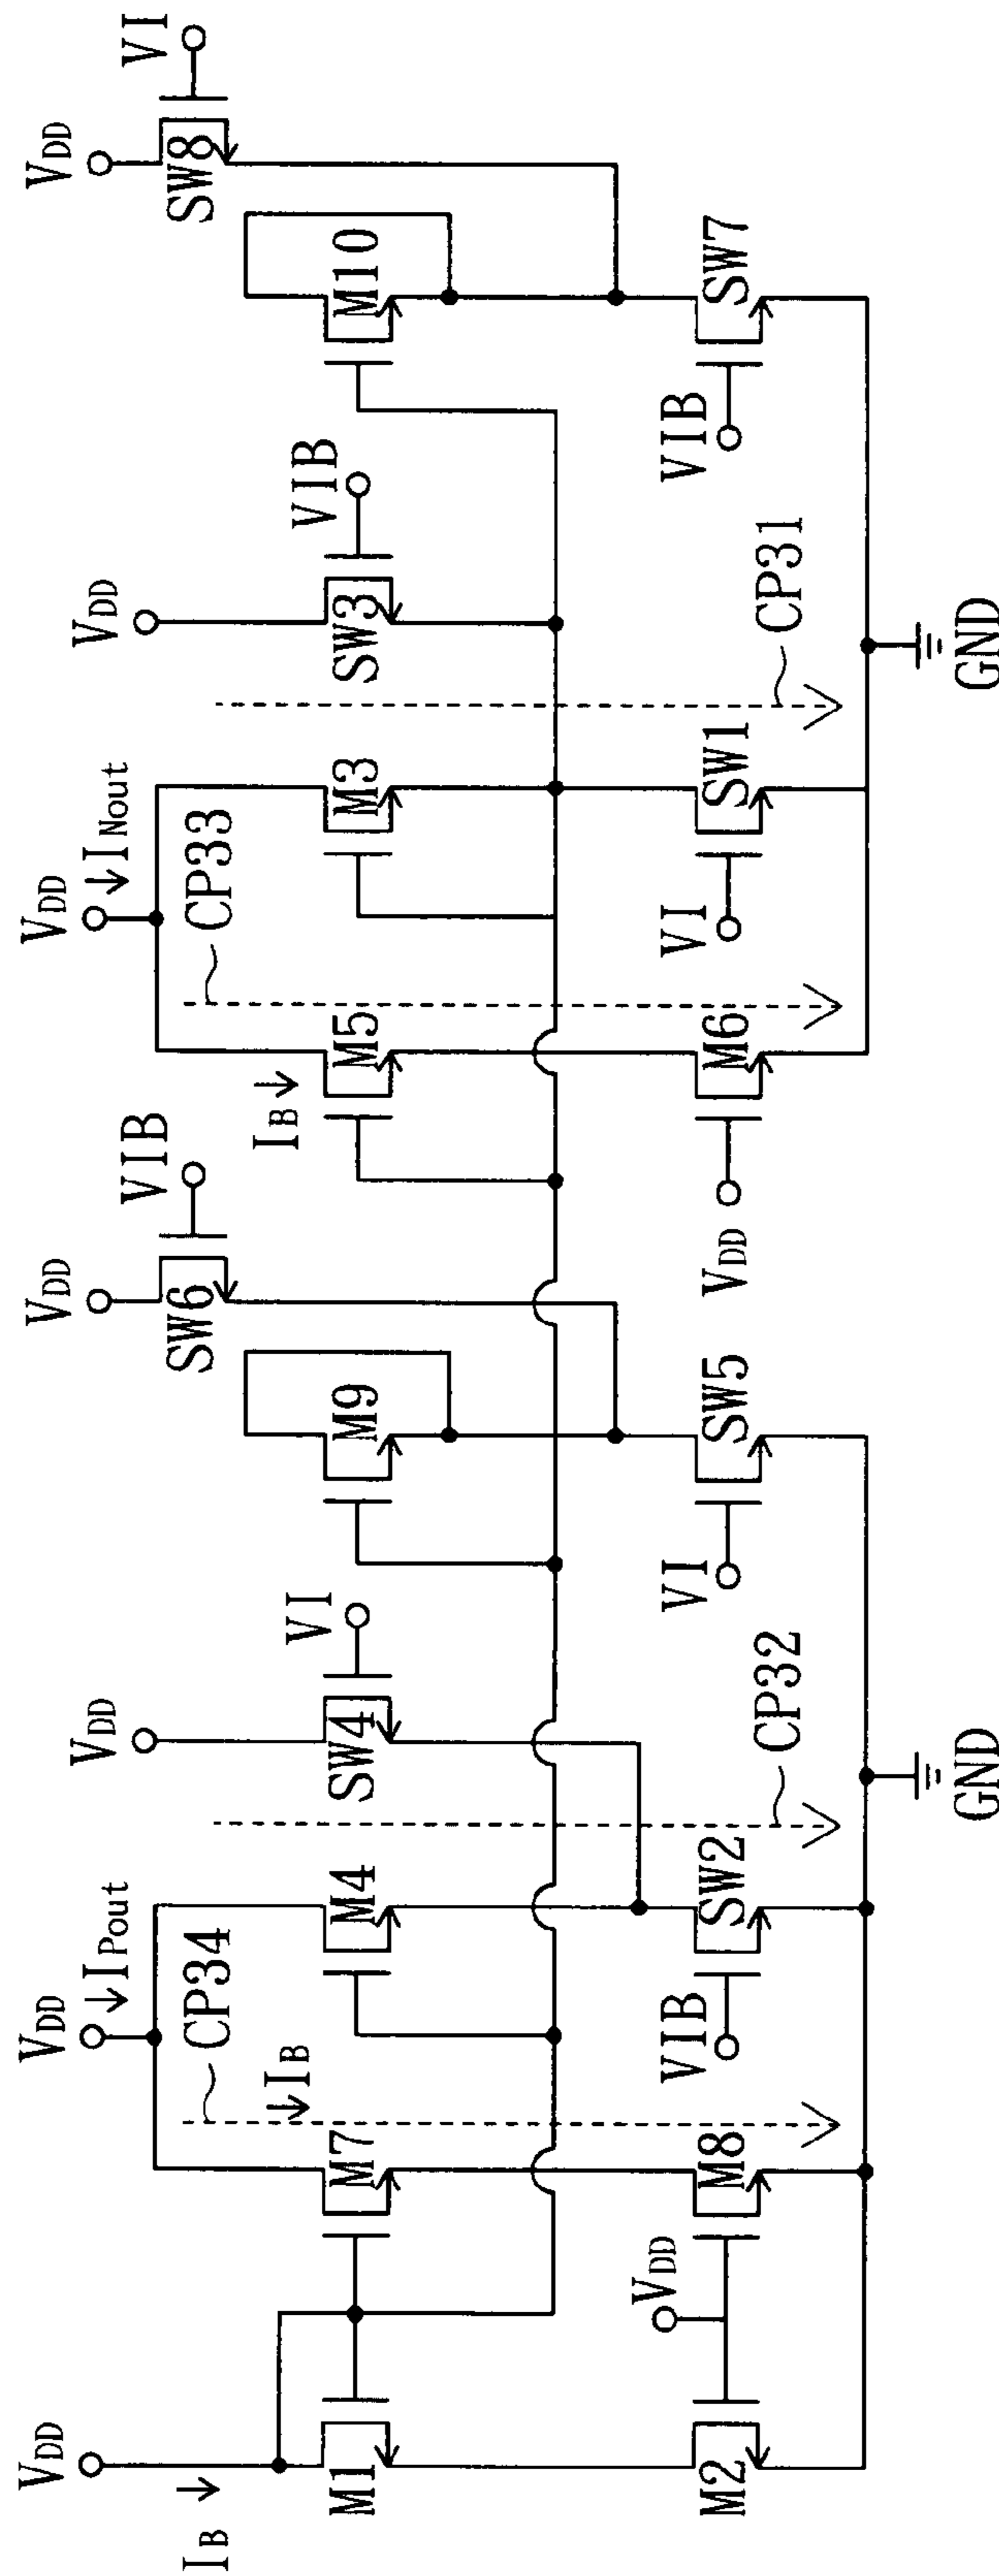 VDD
IB
M1
M2
VDD
VDD
IPout
CP34
IB
M7
M8
M4
VIB
SW2
CP32
VDD
SW4
VI
GND
M9
VI
SW5
VDD
SW6
VIB
VDD
INout
CP33
IB
M5
M6
VDD
M3
VI
SW1
CP31
VDD
SW3
VIB
GND
M10
VIB
SW7
VDD
SW8
VI